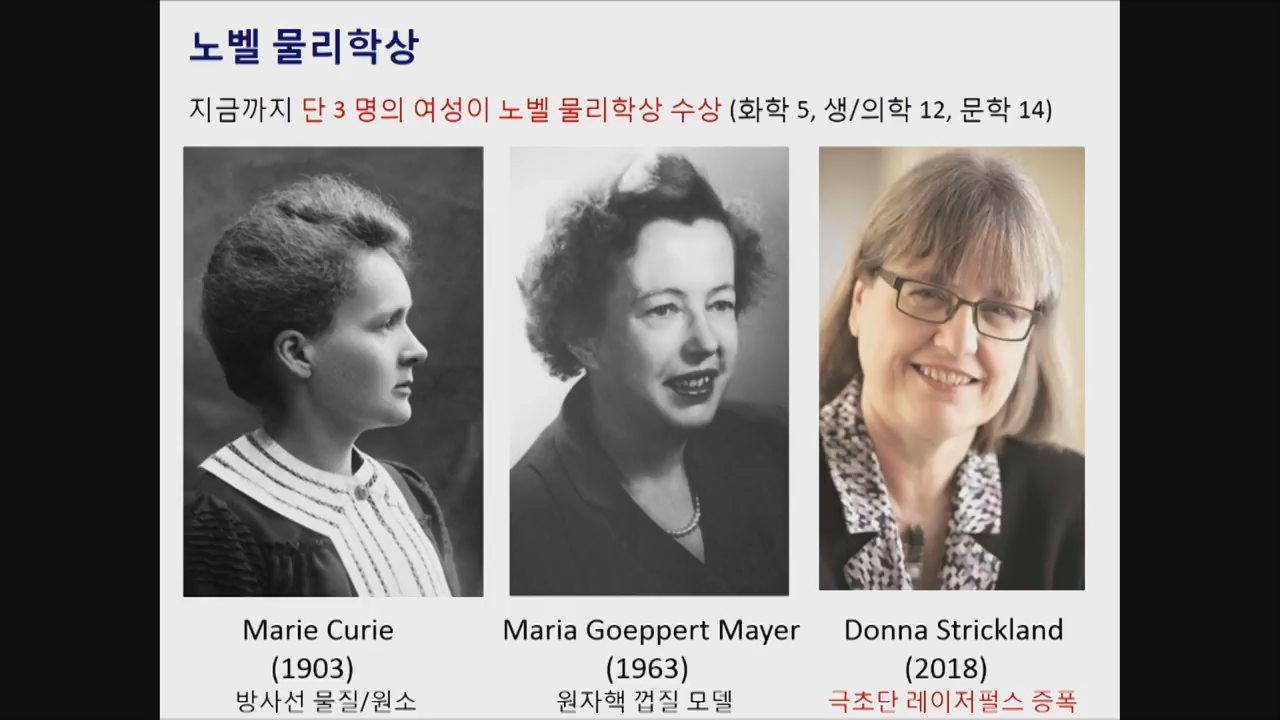 노벨 물리학상
지금까지 단 3 명의 여성이 노벨 물리학상 수상 (화학 5, 생/의학 12, 문학 14)
Marie Curie
(1903)
방사선 물질/원소
Maria Goeppert Mayer
(1963)
원자핵 껍질 모델
Donna Strickland
(2018)
극초단 레이저펄스 증폭